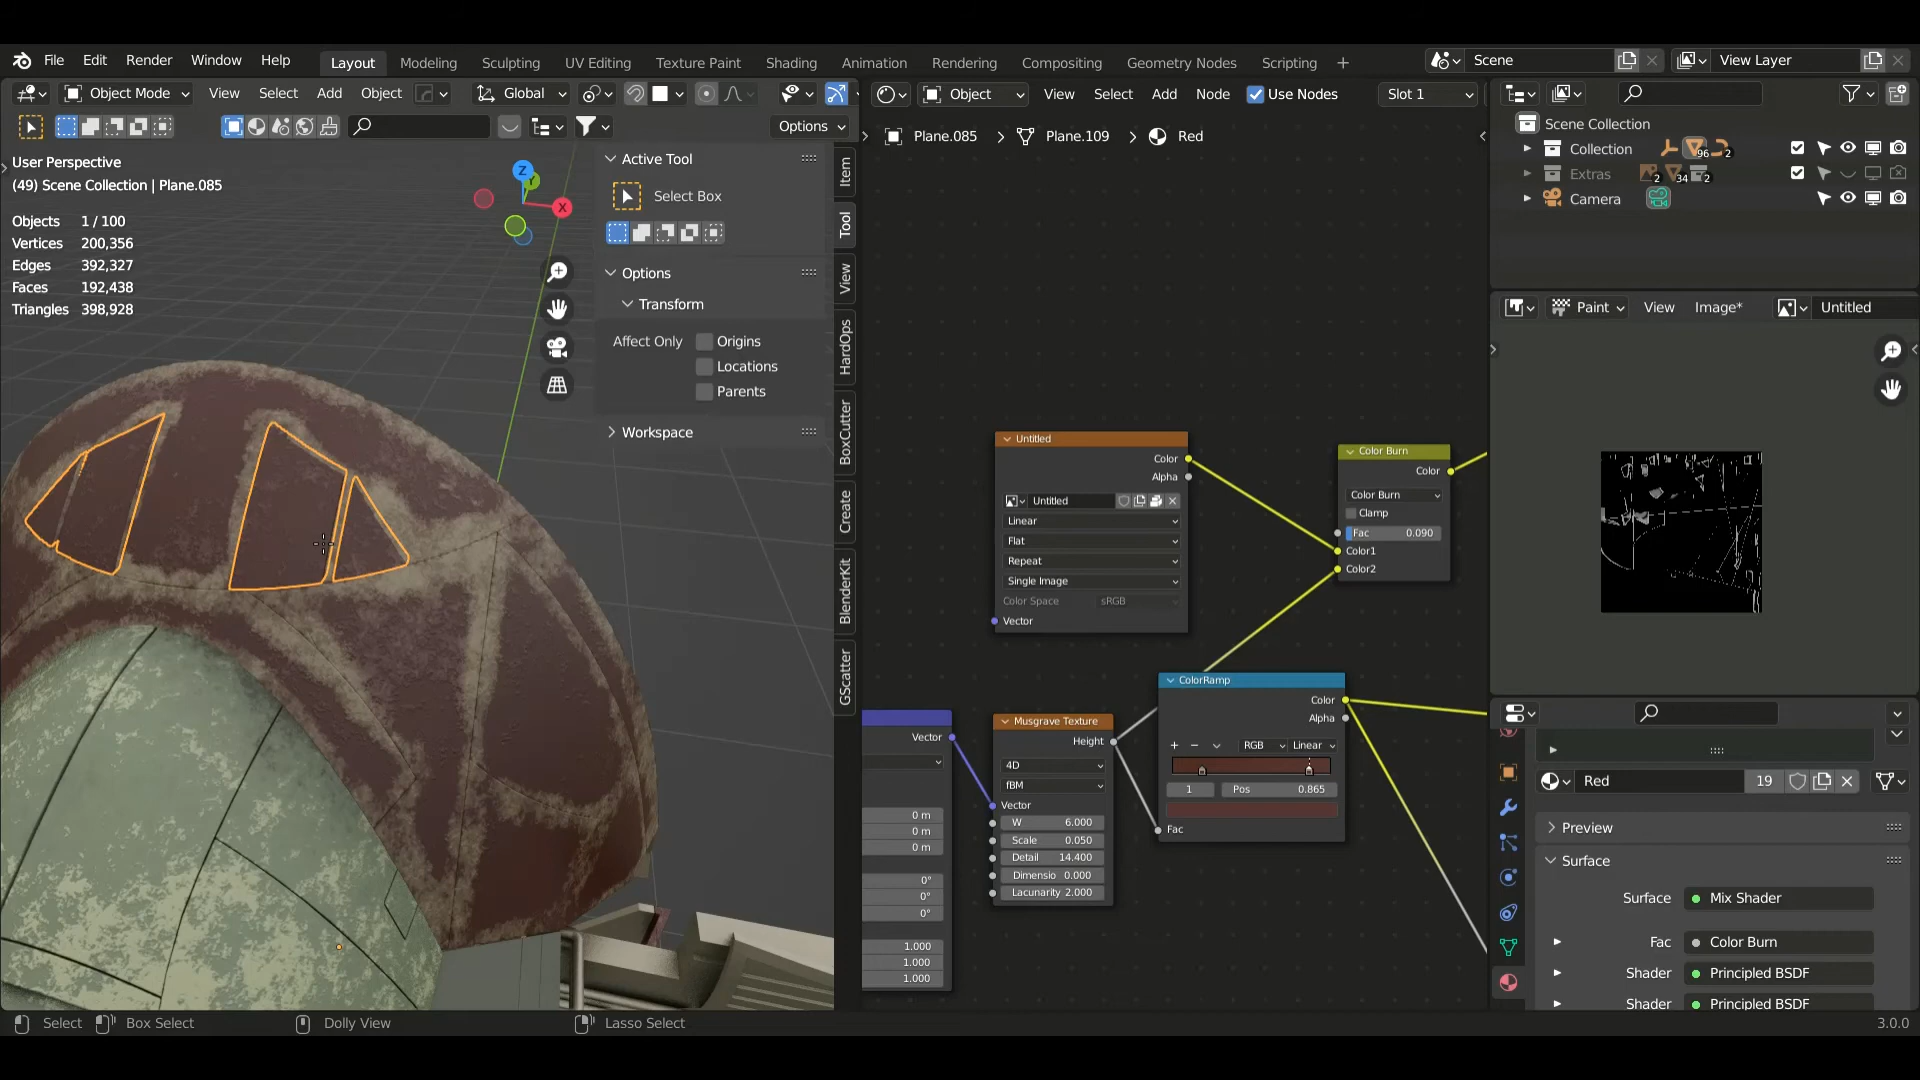 File Edit Render Window Help Layout Modeling Sculpting UV Editing Texture Paint Shading Animation Rendering Compositing Geometry Nodes Scripting + Scene View Layer
Object Mode View Select Add Object Global
Object View Select Add Node Use Nodes Slot 1
Options
User Perspective
(49) Scene Collection | Plane.085
Objects 1 / 100
Vertices 200,356
Edges 392,327
Faces 192,438
Triangles 398,928
Z
Y
X
Active Tool
Select Box
Options
Transform
Affect Only Origins
Locations
Parents
Workspace
Item
Tool
View
HardOps
BoxCutter
Create
BlenderKit
GScatter
Plane.085 > Plane.109 > Red
Untitled
Color
Alpha
Untitled
Linear
Flat
Repeat
Single Image
Color Space sRGB
Vector
Color Burn
Color
Color Burn
Clamp
Fac 0.090
Color1
Color2
Vector
0 m
0 m
0 m
0°
0°
0°
1.000
1.000
1.000
Musgrave Texture
Height
4D
fBM
Vector
W 6.000
Scale 0.050
Detail 14.400
Dimensio 0.000
Lacunarity 2.000
ColorRamp
Color
Alpha
+ − RGB Linear
1 Pos 0.865
Fac
Scene Collection
Collection 96 2
Extras 2 34 2
Camera
Paint View Image* Untitled
Red 19
Preview
Surface
Surface Mix Shader
Fac Color Burn
Shader Principled BSDF
Shader Principled BSDF
Select Box Select Dolly View Lasso Select 3.0.0